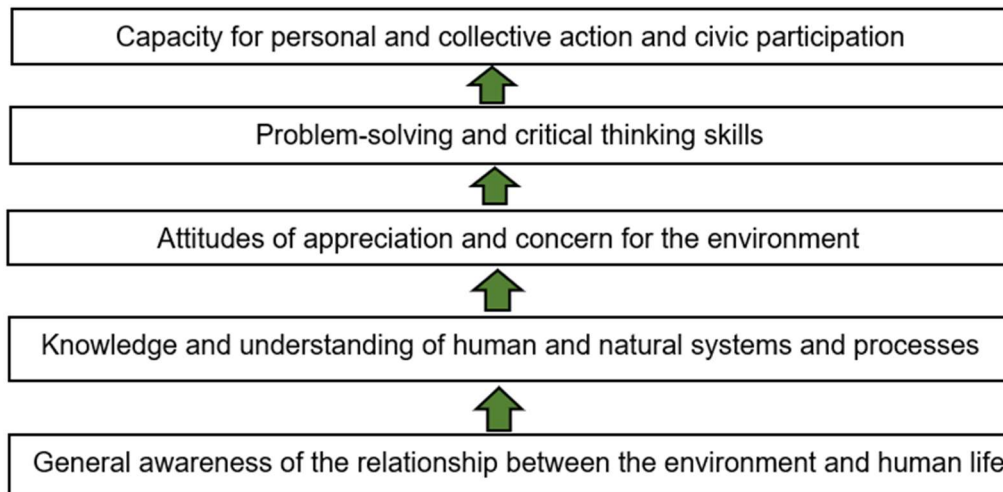 Capacity for personal and collective action and civic participation
Problem-solving and critical thinking skills
Attitudes of appreciation and concern for the environment
Knowledge and understanding of human and natural systems and processes
General awareness of the relationship between the environment and human life